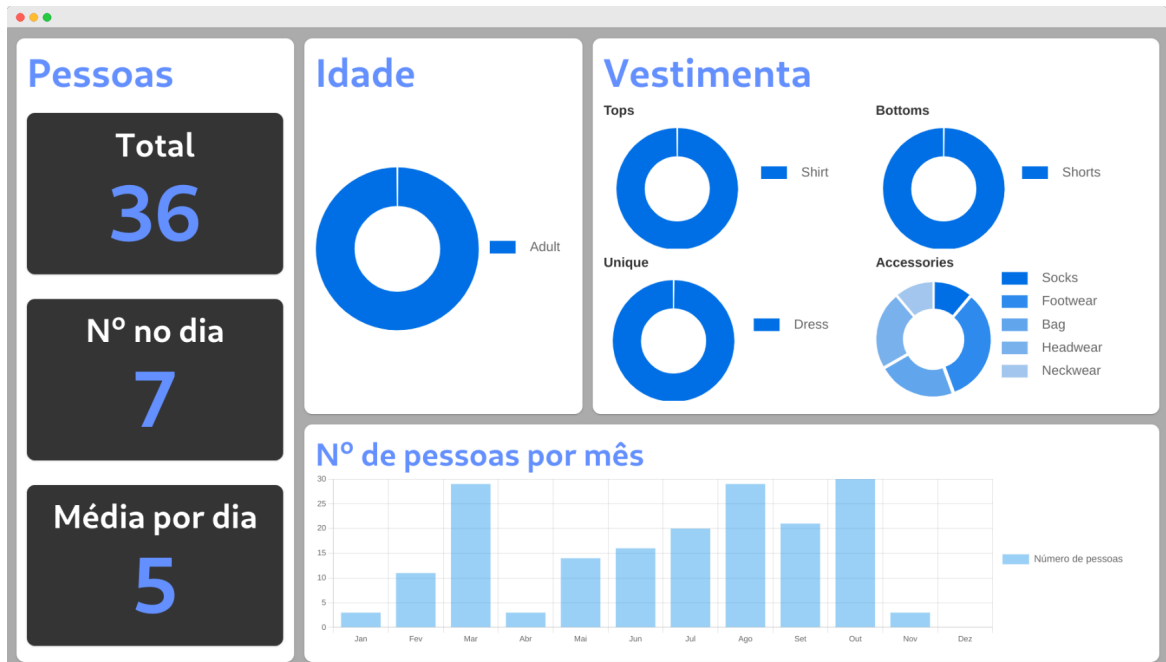 Pessoas
Total
36
Nº no dia
7
Média por dia
5
Idade
Adult
Vestimenta
Tops
Shirt
Bottoms
Shorts
Unique
Dress
Accessories
Socks
Footwear
Bag
Headwear
Neckwear
Nº de pessoas por mês
30
25
20
15
10
5
0
Jan Fev Mar Abr Mai Jun Jul Ago Set Out Nov Dez
Número de pessoas